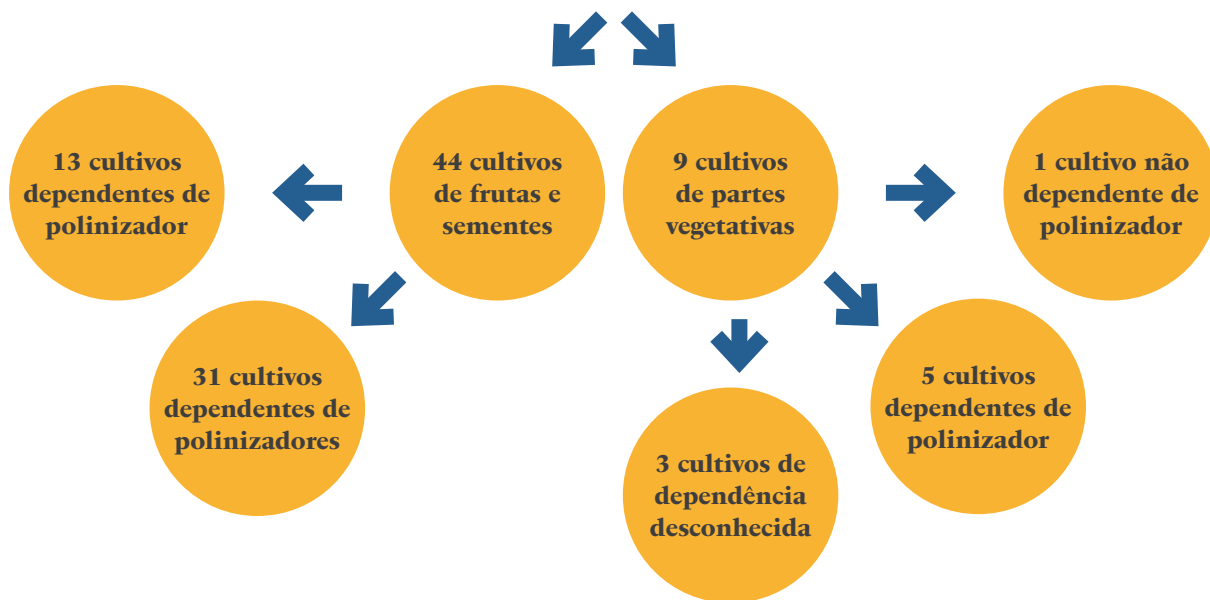 13 cultivos
dependentes de
polinizador
44 cultivos
de frutas e
sementes
9 cultivos
de partes
vegetativas
1 cultivo não
dependente de
polinizador
31 cultivos
dependentes de
polinizadores
5 cultivos
dependentes de
polinizador
3 cultivos de
dependência
desconhecida